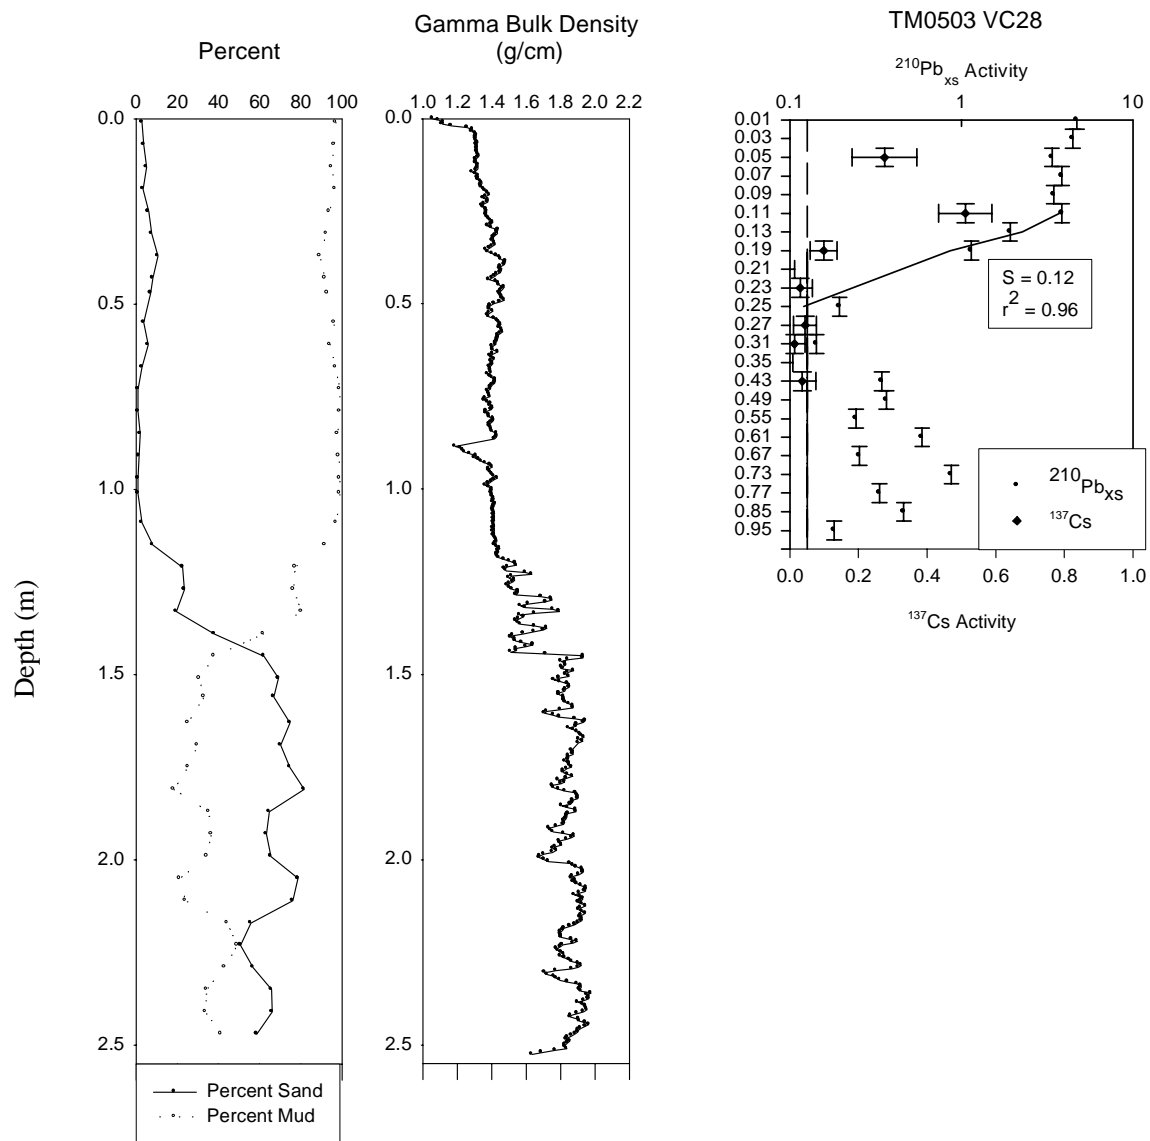 TM0503 VC28
Gamma Bulk Density
(g/cm)
Percent
210Pbxs Activity
0 20 40 60 80 100
1.0 1.2 1.4 1.6 1.8 2.0 2.2
0.1 1 10
0.0
0.5
1.0
1.5
2.0
2.5
Depth (m)
0.01
0.03
0.05
0.07
0.09
0.11
0.13
0.19
0.21
0.23
0.25
0.27
0.31
0.35
0.43
0.49
0.55
0.61
0.67
0.73
0.77
0.85
0.95
S = 0.12
r2 = 0.96
210Pbxs
137Cs
0.0 0.2 0.4 0.6 0.8 1.0
137Cs Activity
Percent Sand
Percent Mud